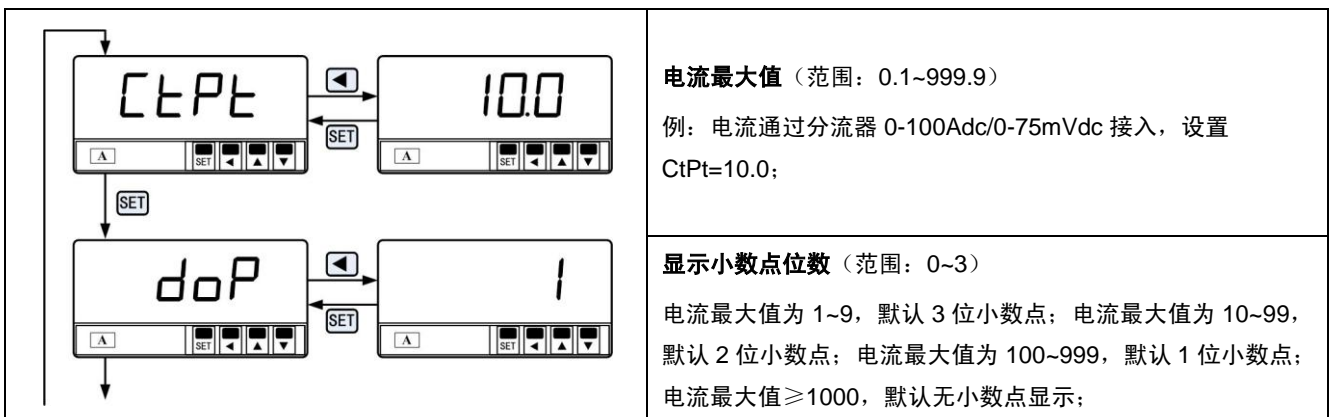 CtPt
10.0
SET
A
SET
A
SET
SET
电流最大值（范围：0.1~999.9）
例：电流通过分流器 0-100Adc/0-75mVdc 接入，设置
CtPt=10.0；
doP
1
SET
A
SET
A
SET
显示小数点位数（范围：0~3）
电流最大值为 1~9，默认 3 位小数点；电流最大值为 10~99，
默认 2 位小数点；电流最大值为 100~999，默认 1 位小数点；
电流最大值≥1000，默认无小数点显示；